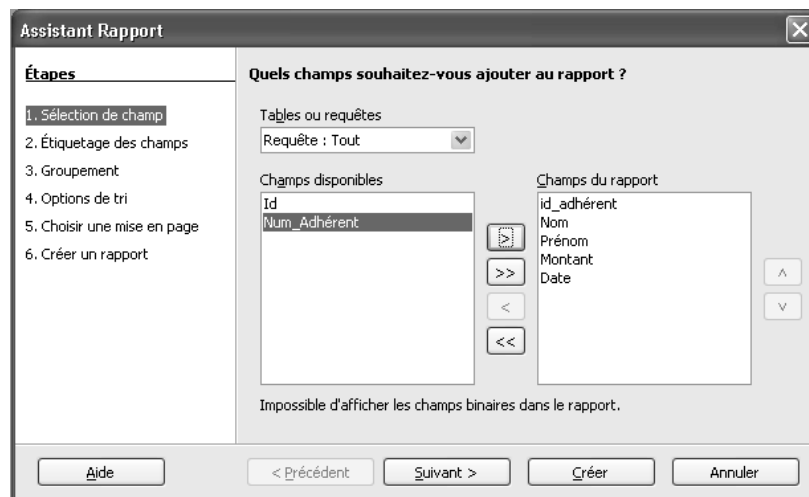 Assistant Rapport
Étapes
1. Sélection de champ
2. Étiquetage des champs
3. Groupement
4. Options de tri
5. Choisir une mise en page
6. Créer un rapport
Quels champs souhaitez-vous ajouter au rapport ?
Tables ou requêtes
Requête : Tout
Champs disponibles
Id
Num_Adhérent
>
>>
<
<<
Champs du rapport
id_adhérent
Nom
Prénom
Montant
Date
Impossible d'afficher les champs binaires dans le rapport.
Aide
< Précédent
Suivant >
Créer
Annuler